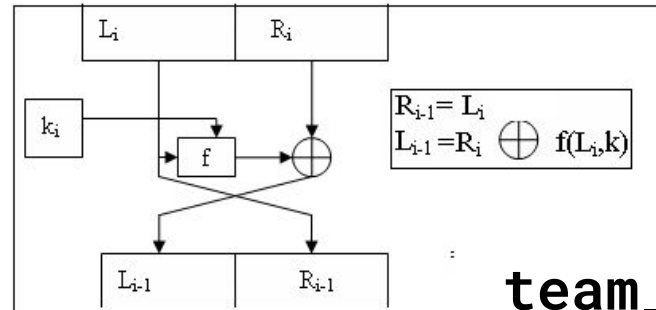 Lᵢ Rᵢ
kᵢ
f
Rᵢ₋₁= Lᵢ
Lᵢ₋₁ =Rᵢ ⊕ f(Lᵢ,k)
Lᵢ₋₁ Rᵢ₋₁
=
team_